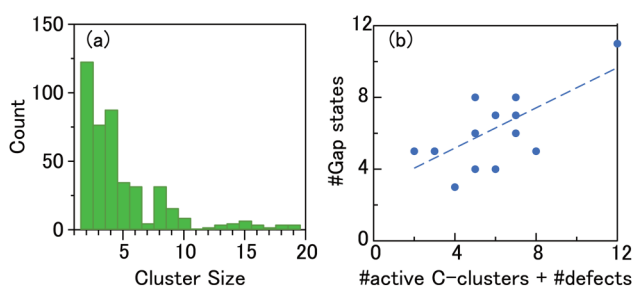 (a)
Count
150
100
50
0
5
10
15
20
Cluster Size
(b)
#Gap states
12
8
4
0
0
4
8
12
#active C-clusters + #defects